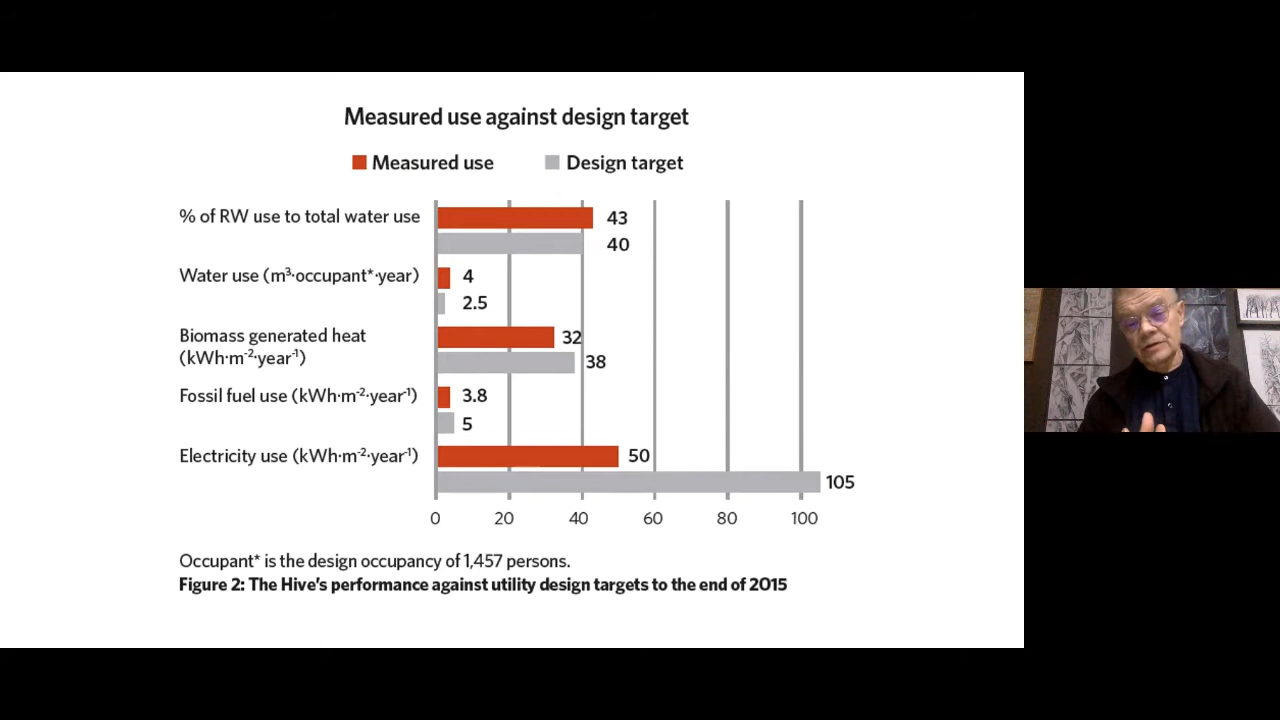 Measured use against design target
Measured use
Design target
% of RW use to total water use
43
40
Water use (m³·occupant*·year)
4
2.5
Biomass generated heat
(kWh·m⁻²·year⁻¹)
32
38
Fossil fuel use (kWh·m⁻²·year⁻¹)
3.8
5
Electricity use (kWh·m⁻²·year⁻¹)
50
105
0 20 40 60 80 100
Occupant* is the design occupancy of 1,457 persons.
Figure 2: The Hive's performance against utility design targets to the end of 2015